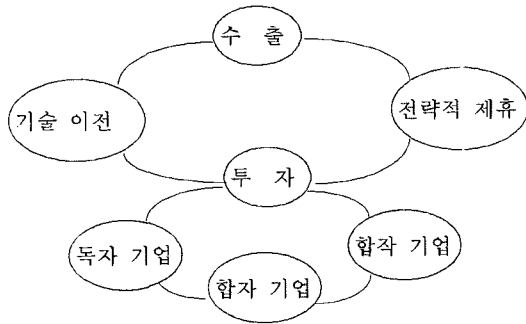 수 출
기술 이전
전략적 제휴
투 자
독자 기업
합작 기업
합자 기업